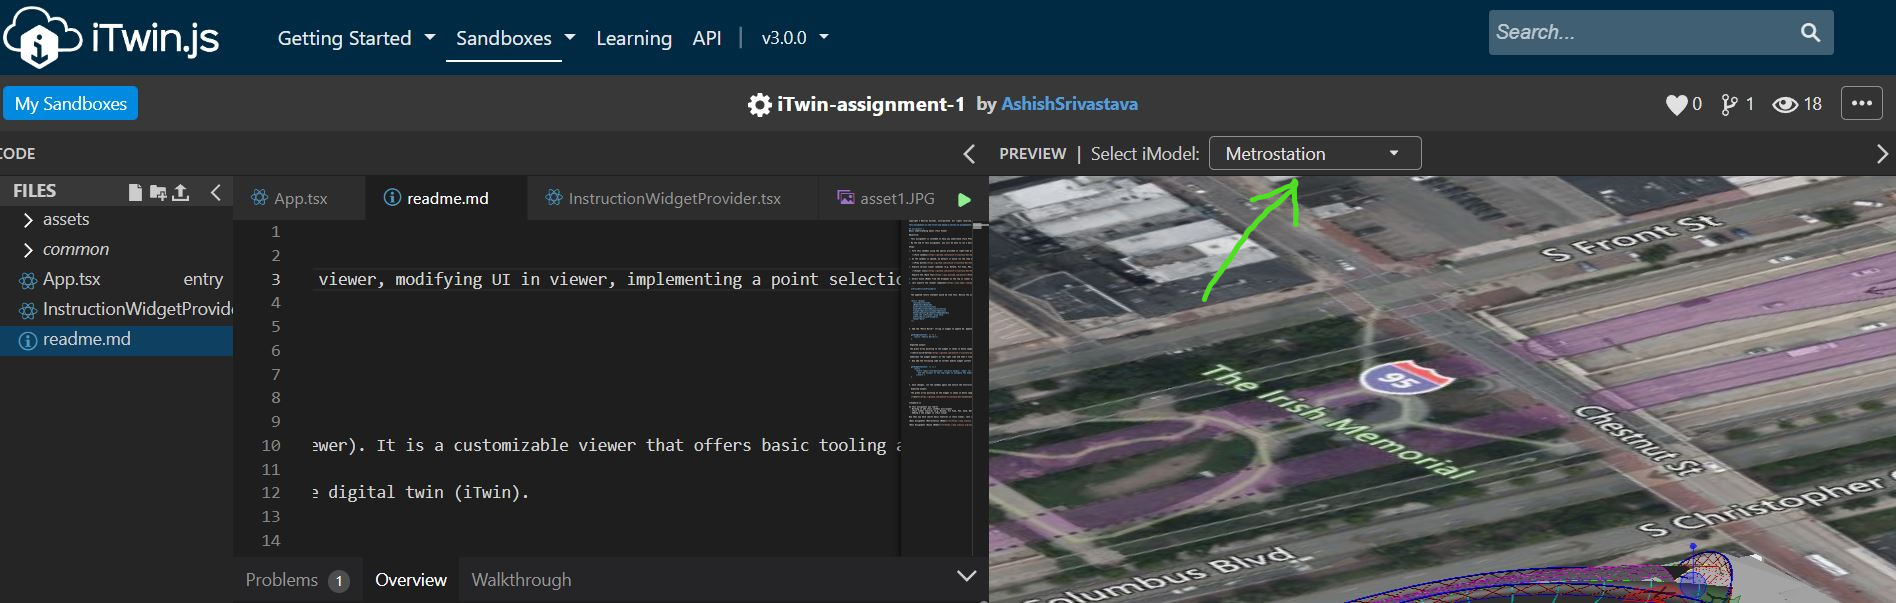 iTwin.js Getting Started Sandboxes Learning API | v3.0.0 Search...
My Sandboxes iTwin-assignment-1 by AshishSrivastava 0 1 18
CODE PREVIEW | Select iModel: Metrostation
FILES App.tsx readme.md InstructionWidgetProvider.tsx asset1.JPG
assets
common
App.tsx entry
InstructionWidgetProvide
readme.md
1
2
3 viewer, modifying UI in viewer, implementing a point selectio
4
5
6
7
8
9
10 ewer). It is a customizable viewer that offers basic tooling a
11
12 e digital twin (iTwin).
13
14
Problems 1 Overview Walkthrough
S Front St
95
The Irish Memorial
Chestnut St
S Christopher
Columbus Blvd